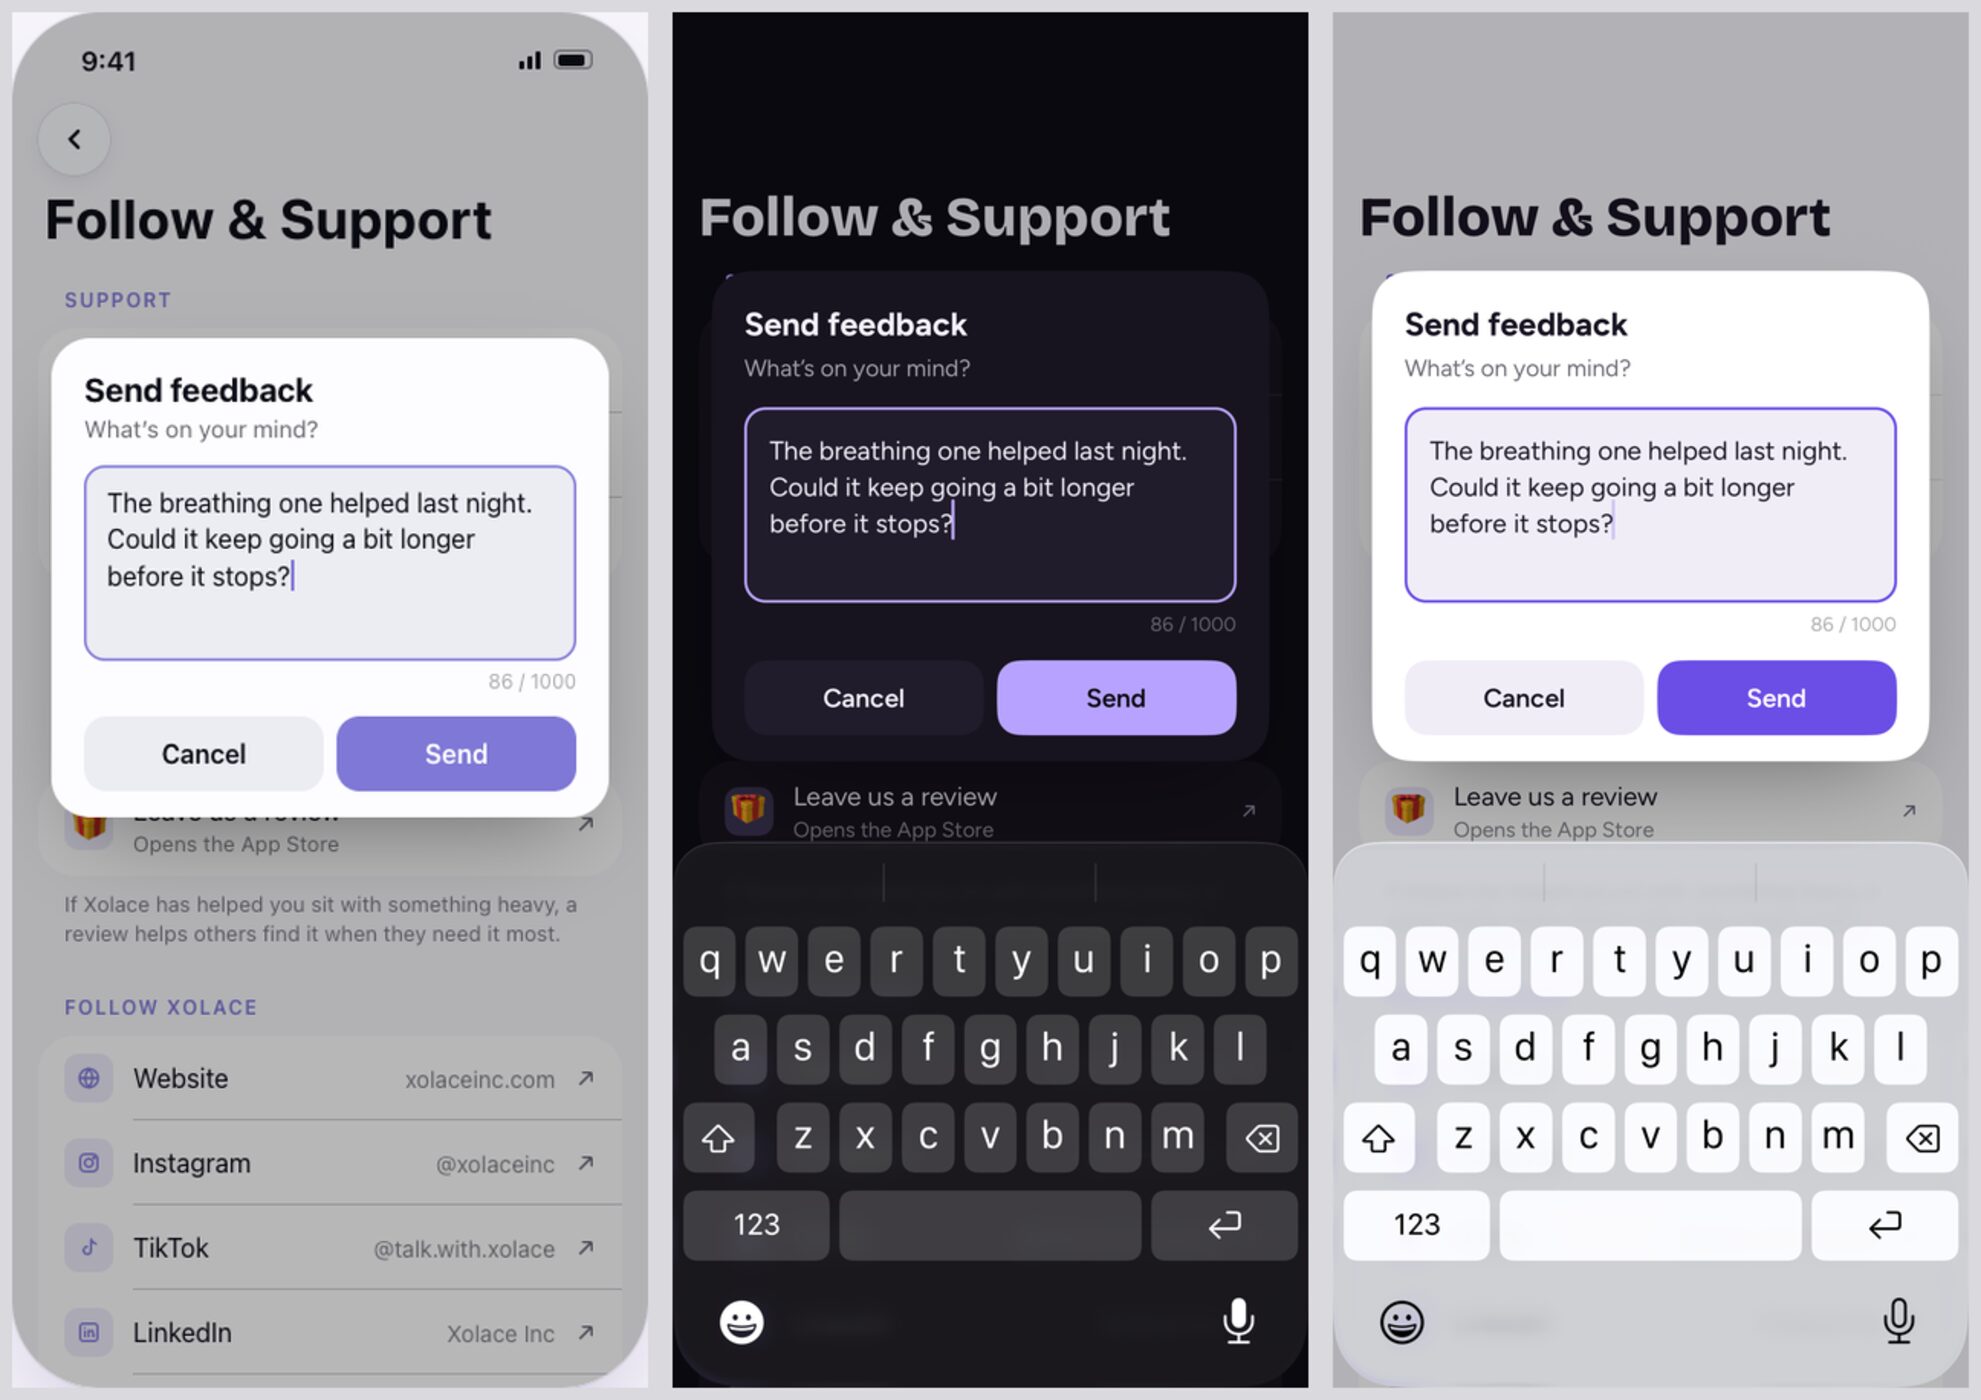 9:41
Follow & Support
SUPPORT
Send feedback
What's on your mind?
The breathing one helped last night.
Could it keep going a bit longer
before it stops?
86 / 1000
Cancel
Send
Leave us a review
Opens the App Store
If Xolace has helped you sit with something heavy, a
review helps others find it when they need it most.
FOLLOW XOLACE
Website
xolaceinc.com
Instagram
@xolaceinc
TikTok
@talk.with.xolace
LinkedIn
Xolace Inc
Follow & Support
Send feedback
What's on your mind?
The breathing one helped last night.
Could it keep going a bit longer
before it stops?
86 / 1000
Cancel
Send
Leave us a review
Opens the App Store
q w e r t y u i o p
a s d f g h j k l
z x c v b n m
123
Follow & Support
Send feedback
What's on your mind?
The breathing one helped last night.
Could it keep going a bit longer
before it stops?
86 / 1000
Cancel
Send
Leave us a review
Opens the App Store
q w e r t y u i o p
a s d f g h j k l
z x c v b n m
123